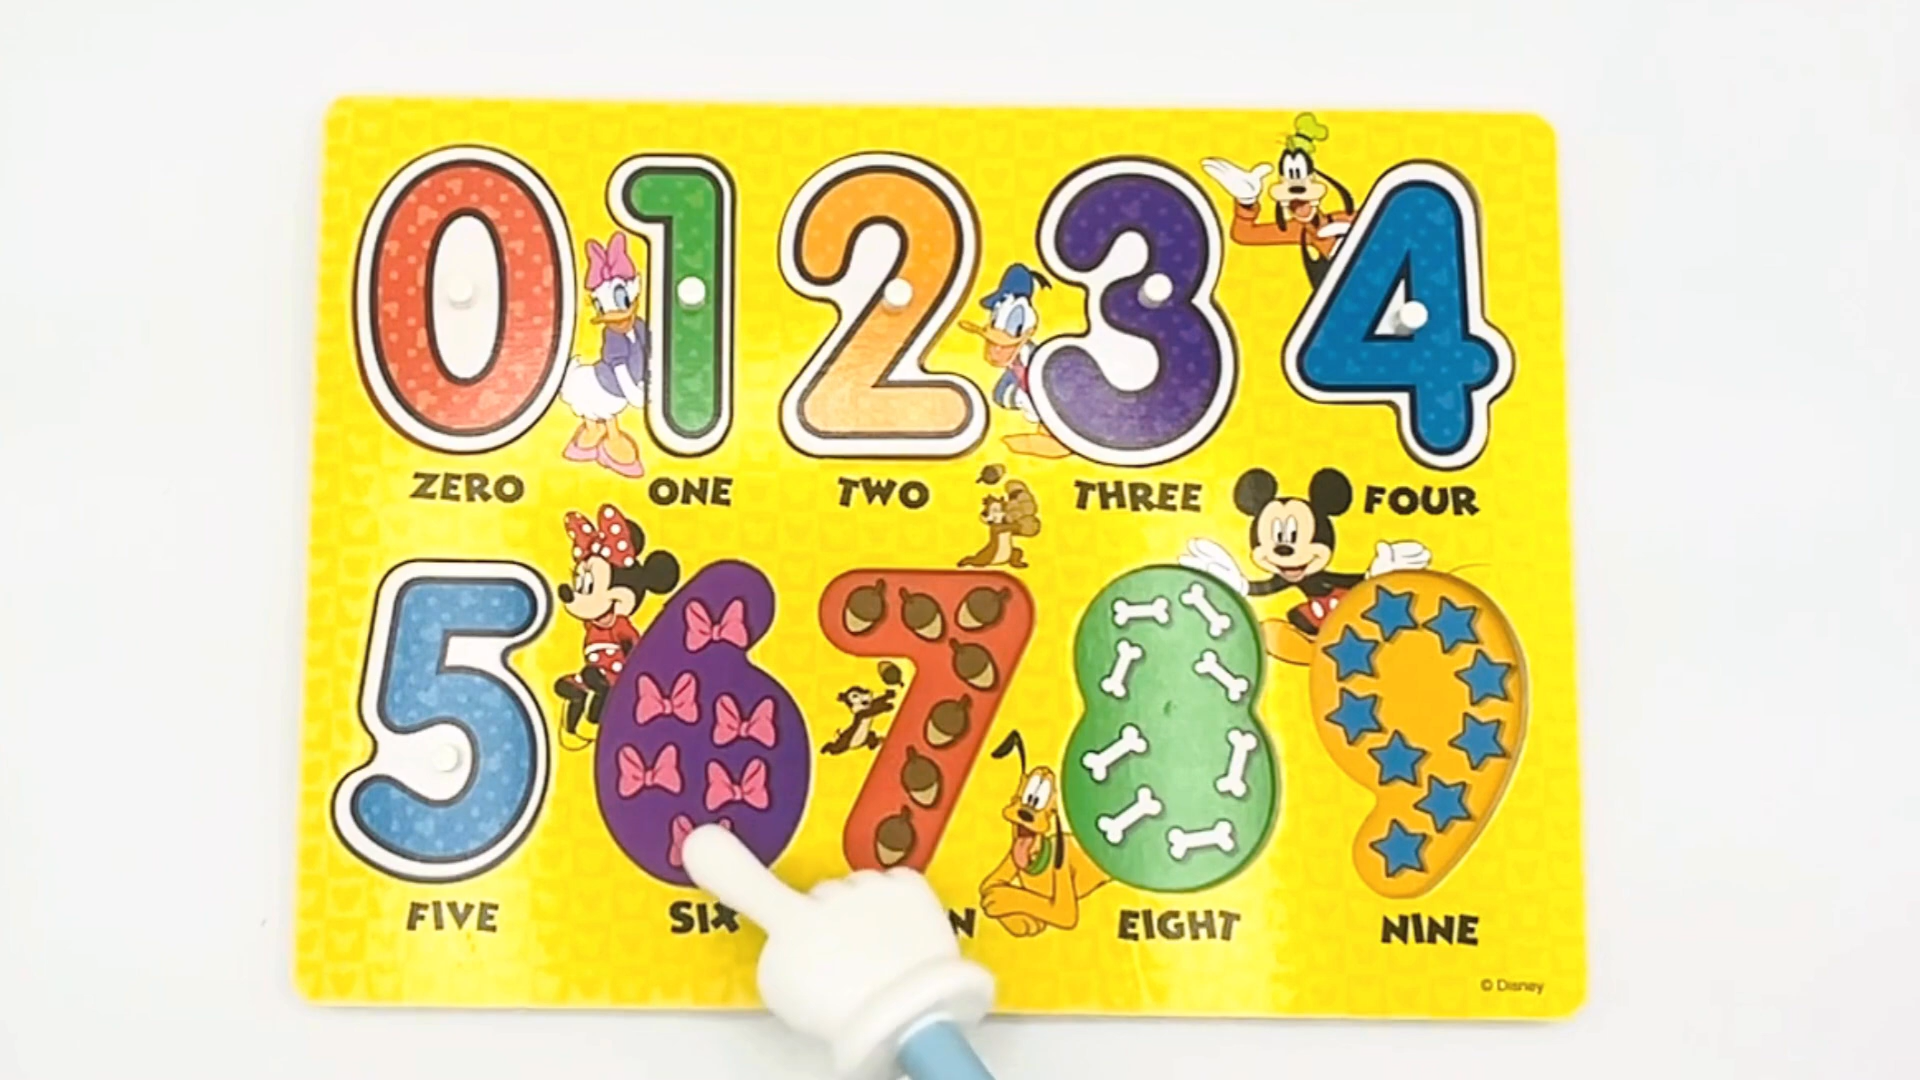 0 1 2 3 4
ZERO ONE TWO THREE FOUR
5 6 7 8 9
FIVE SIX EIGHT NINE
© Disney